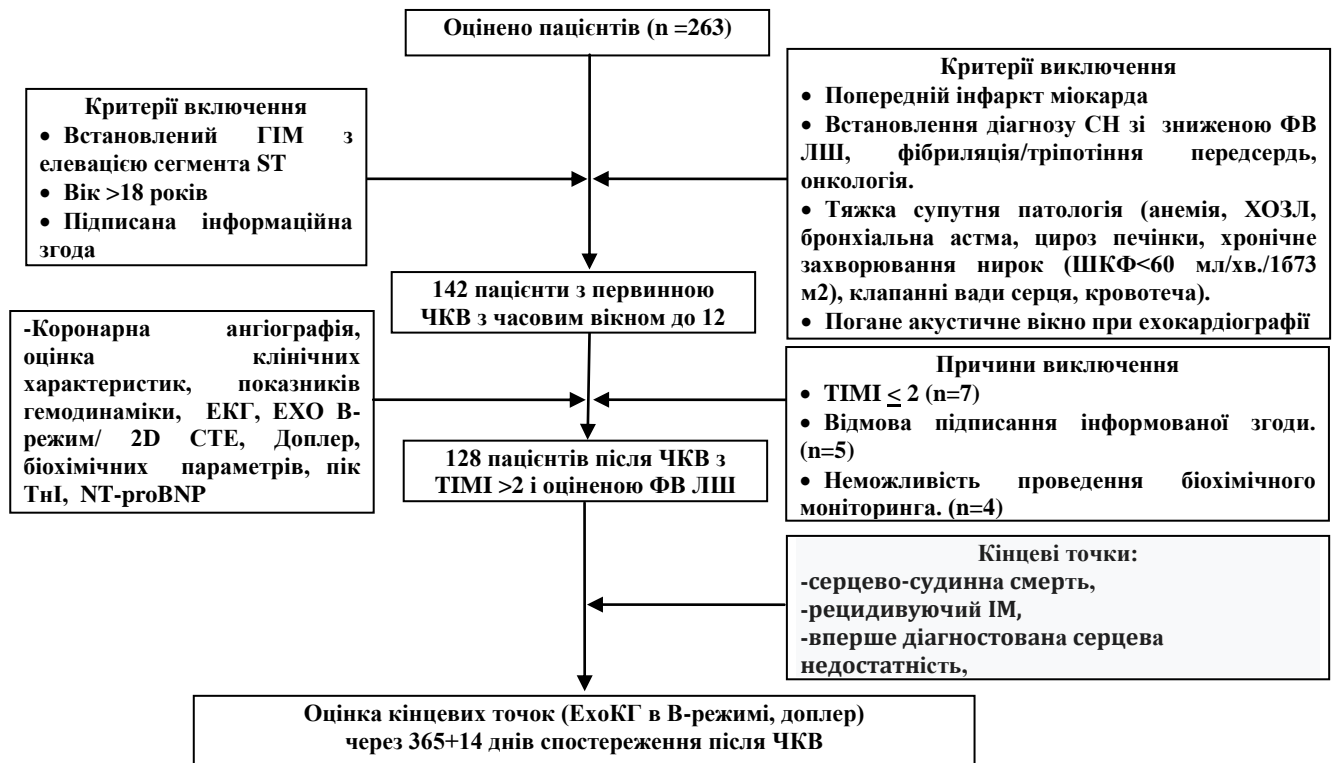 Оцінено пацієнтів (n =263)
Критерії включення
• Встановлений ГІМ з
елевацією сегмента ST
• Вік >18 років
• Підписана інформаційна
згода
Критерії виключення
• Попередній інфаркт міокарда
• Встановлення діагнозу СН зі зниженою ФВ
ЛШ, фібриляція/тріпотіння передсердь,
онкологія.
• Тяжка супутня патологія (анемія, ХОЗЛ,
бронхіальна астма, цироз печінки, хронічне
захворювання нирок (ШКФ<60 мл/хв./1б73
м2), клапанні вади серця, кровотеча).
• Погане акустичне вікно при ехокардіографії
142 пацієнти з первинною
ЧКВ з часовим вікном до 12
-Коронарна ангіографія,
оцінка клінічних
характеристик, показників
гемодинаміки, ЕКГ, ЕХО В-
режим/ 2D СТЕ, Доплер,
біохімічних параметрів, пік
ТнІ, NT-proBNP
Причини виключення
• TIMI ≤ 2 (n=7)
• Відмова підписання інформованої згоди.
(n=5)
• Неможливість проведення біохімічного
моніторинга. (n=4)
128 пацієнтів після ЧКВ з
TIMI >2 і оціненою ФВ ЛШ
Кінцеві точки:
-серцево-судинна смерть,
-рецидивуючий ІМ,
-вперше діагностована серцева
недостатність,
Оцінка кінцевих точок (ЕхоКГ в В-режимі, доплер)
через 365+14 днів спостереження після ЧКВ